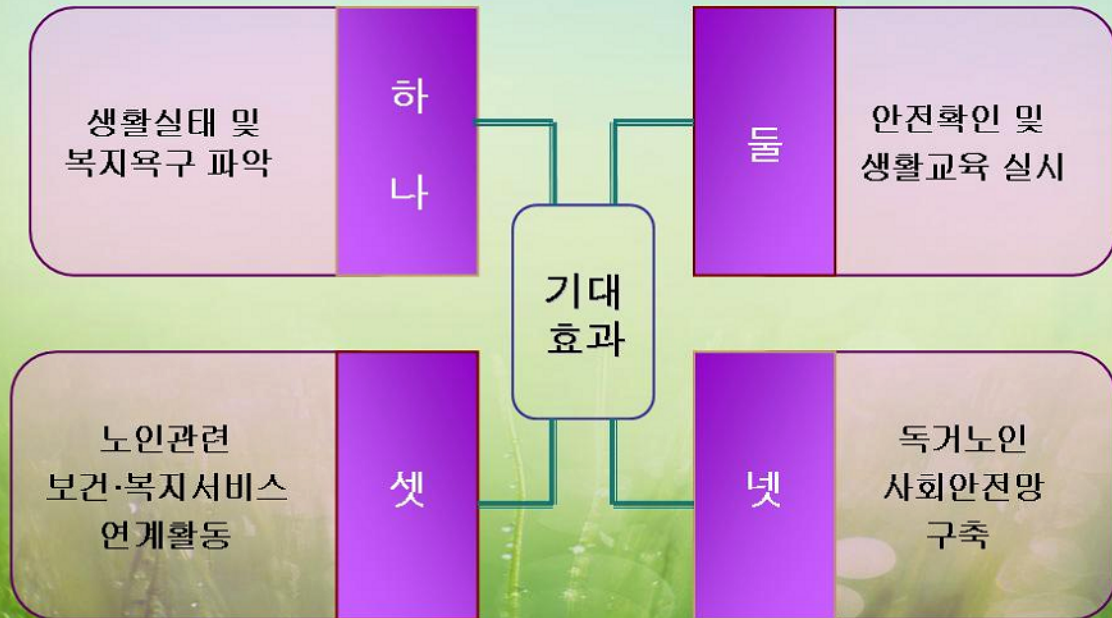 하
나
생활실태 및
복지욕구 파악
둘
안전확인 및
생활교육 실시
기대
효과
셋
노인관련
보건·복지서비스
연계활동
넷
독거노인
사회안전망
구축